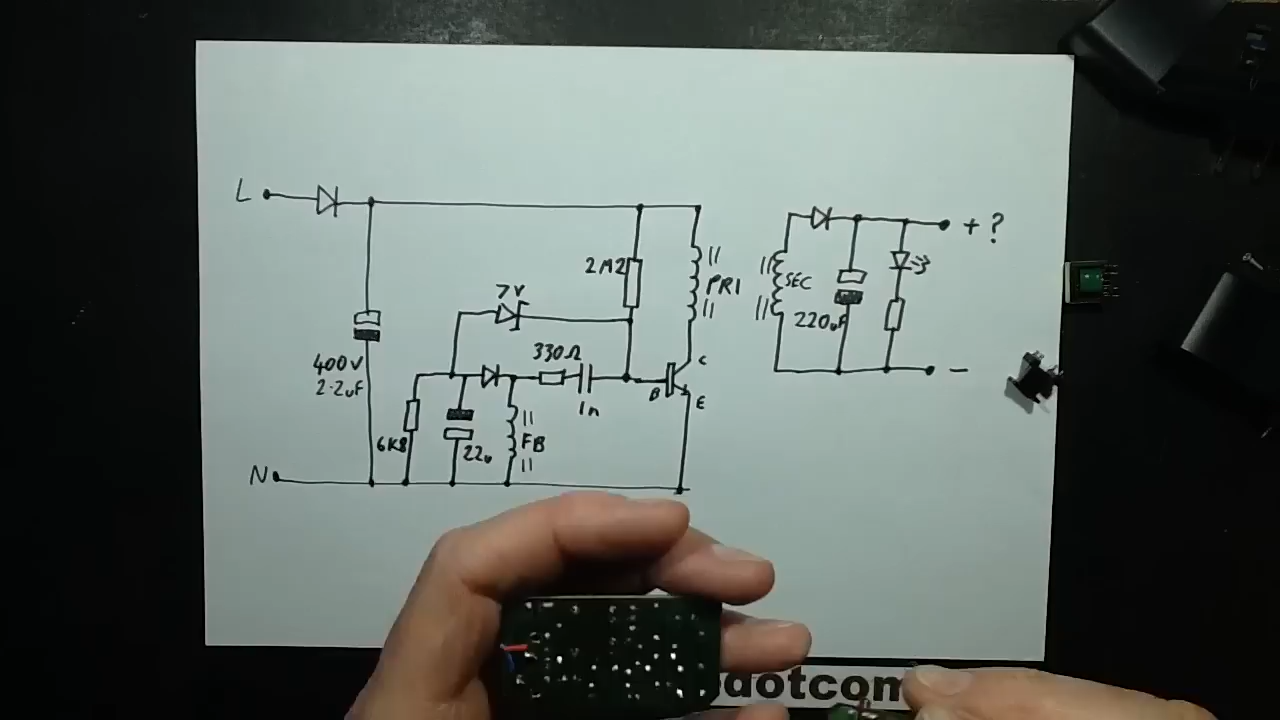 L
+ ?
2M2
PRI
SEC
7V
220uF
330Ω
400V
2·2uF
1n
B
C
E
6K8
22u
FB
N
-
dotcom